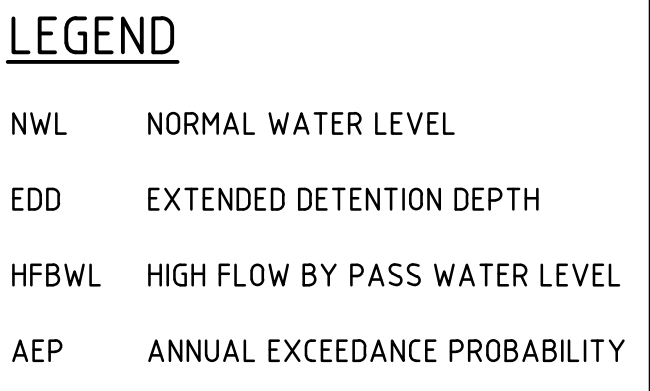 LEGEND
NWL NORMAL WATER LEVEL
EDD EXTENDED DETENTION DEPTH
HFBWL HIGH FLOW BY PASS WATER LEVEL
AEP ANNUAL EXCEEDANCE PROBABILITY